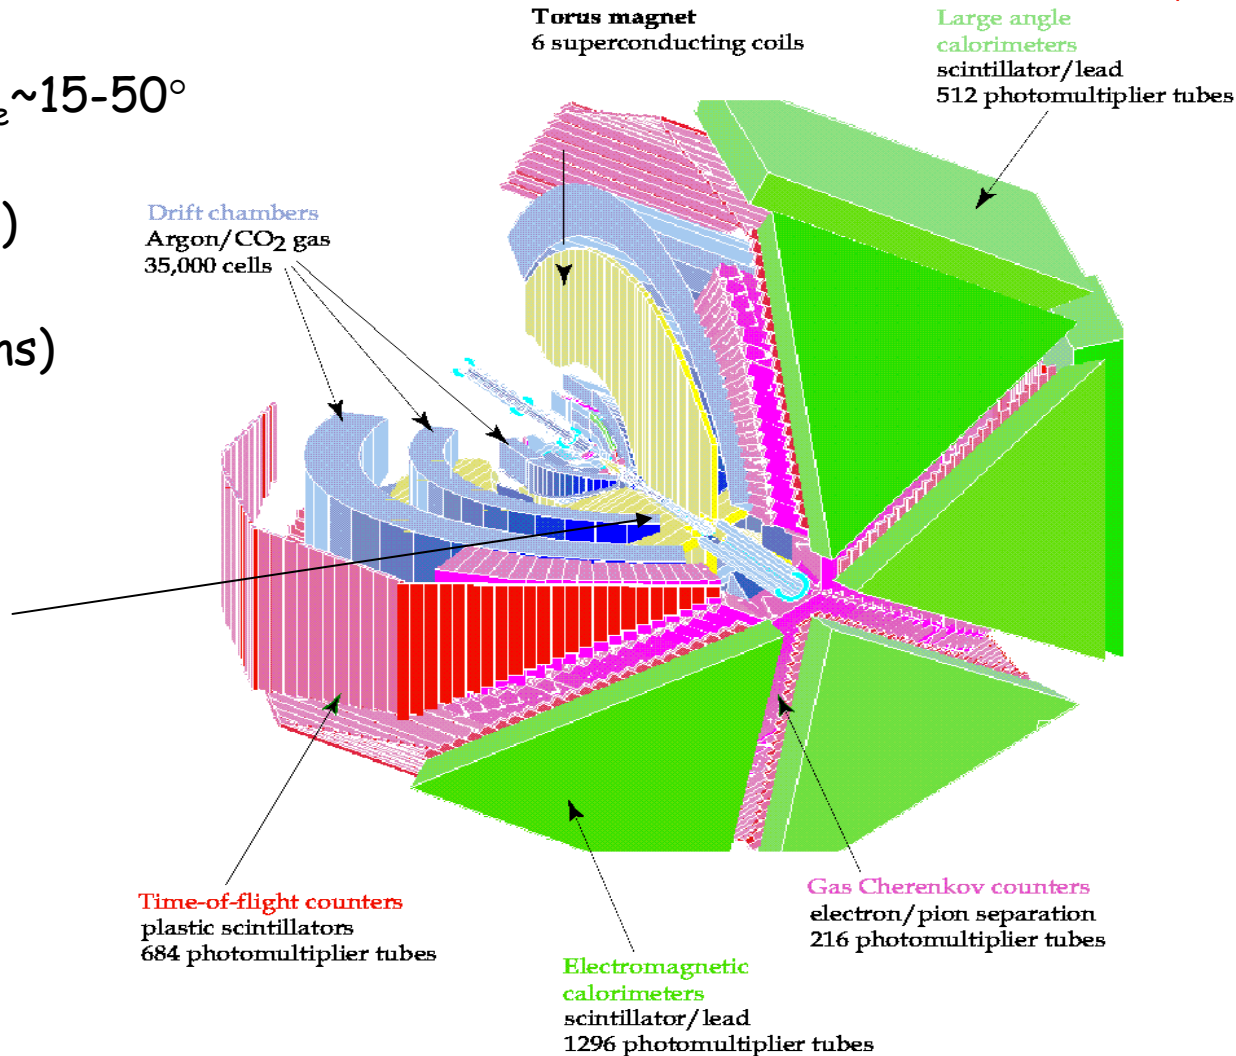 Torus magnet
6 superconducting coils
Large angle
calorimeters
scintillator/lead
512 photomultiplier tubes
e~15-50°
)
Drift chambers
Argon/CO2 gas
35,000 cells
ns)
Time-of-flight counters
plastic scintillators
684 photomultiplier tubes
Gas Cherenkov counters
electron/pion separation
216 photomultiplier tubes
Electromagnetic
calorimeters
scintillator/lead
1296 photomultiplier tubes